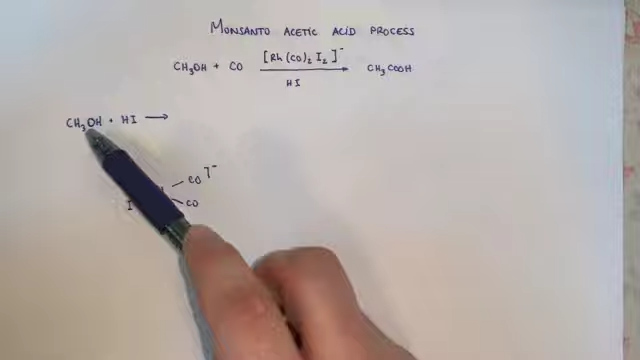 MONSANTO ACETIC ACID PROCESS
CH₃OH + CO [Rh(CO)₂I₂]⁻ ⟶ CH₃COOH
HI
CH₃OH + HI ⟶
CO ]⁻
I CO